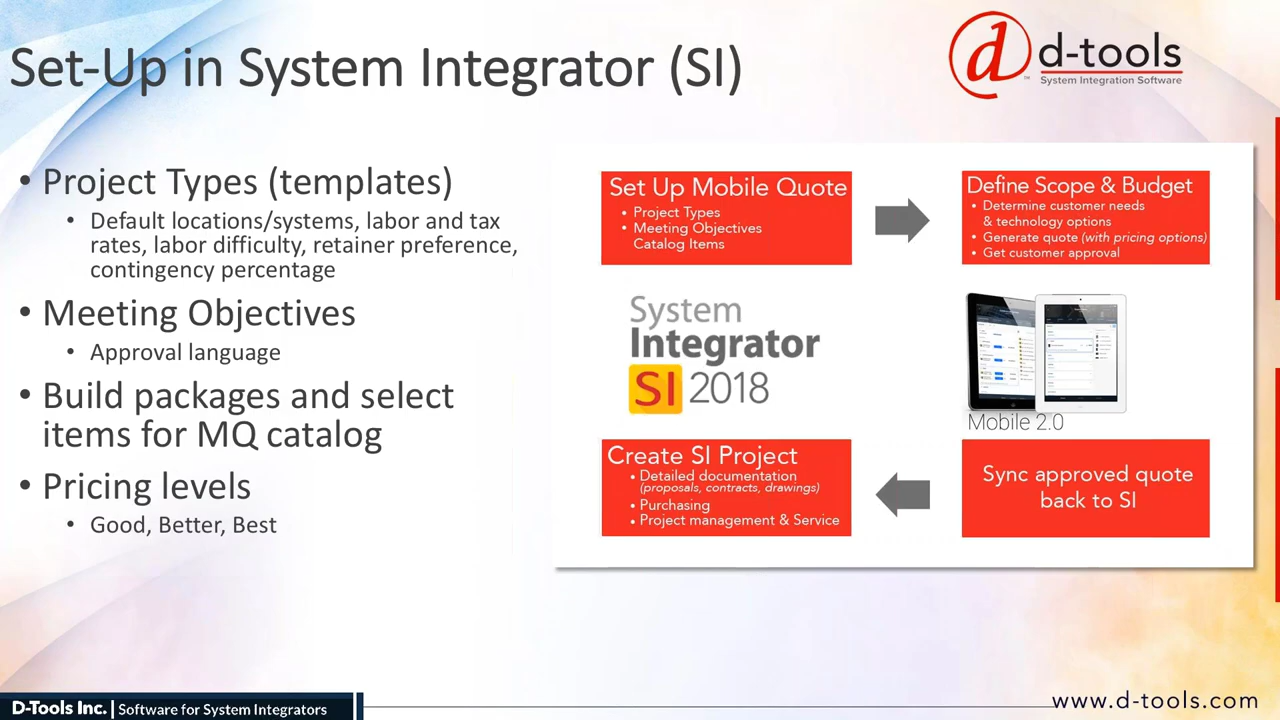 Set-Up in System Integrator (SI)
d d-tools
™ System Integration Software
• Project Types (templates)
• Default locations/systems, labor and tax
rates, labor difficulty, retainer preference,
contingency percentage
• Meeting Objectives
• Approval language
• Build packages and select
items for MQ catalog
• Pricing levels
• Good, Better, Best
Set Up Mobile Quote
• Project Types
• Meeting Objectives
Catalog Items
Define Scope & Budget
• Determine customer needs
& technology options
• Generate quote (with pricing options)
• Get customer approval
System
Integrator
SI 2018
Mobile 2.0
Create SI Project
• Detailed documentation
(proposals, contracts, drawings)
• Purchasing
• Project management & Service
Sync approved quote
back to SI
D-Tools Inc. | Software for System Integrators
www.d-tools.com